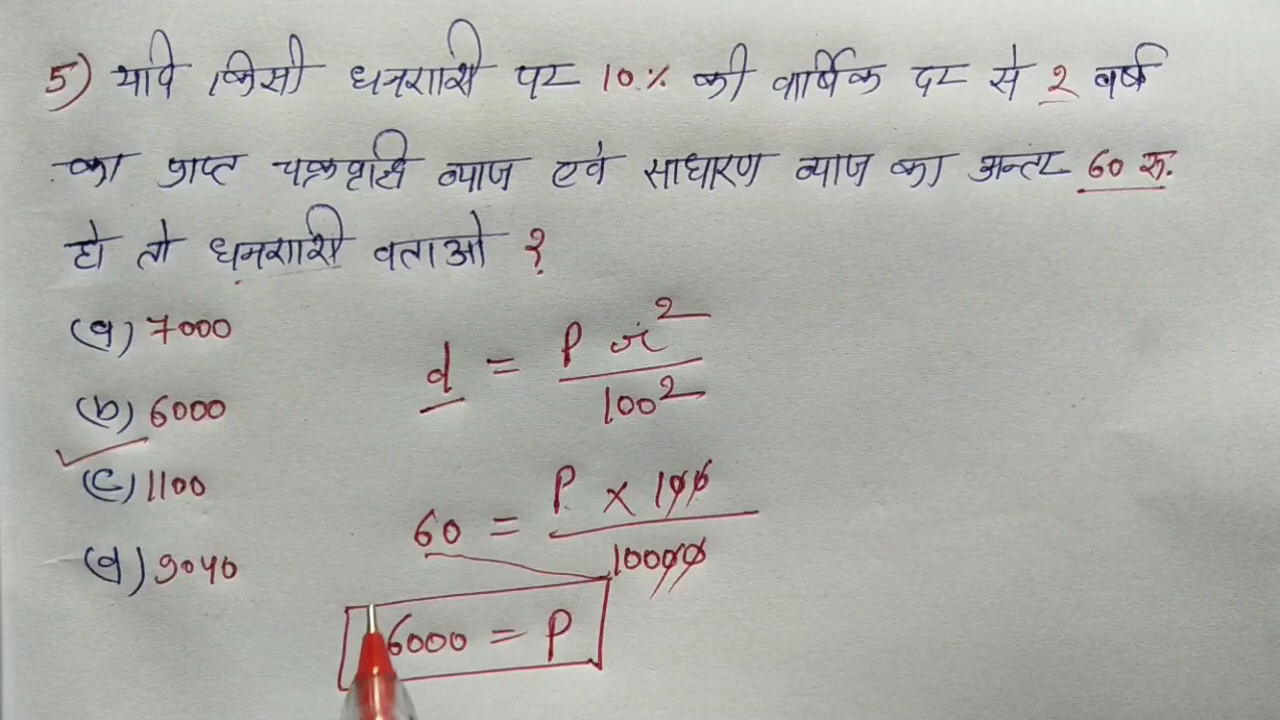 5) यदि किसी धनराशी पर 10% की वार्षिक दर से 2 वर्ष
का प्राप्त चक्रवृद्धि व्याज एवं साधारण व्याज का अन्तर 60 रु.
हो तो धनराशी बताओ ?
(a) 7000
(b) 6000
(c) 1100
(d) 9040
d = P r² / 100²
60 = P × 100 / 10000
6000 = P